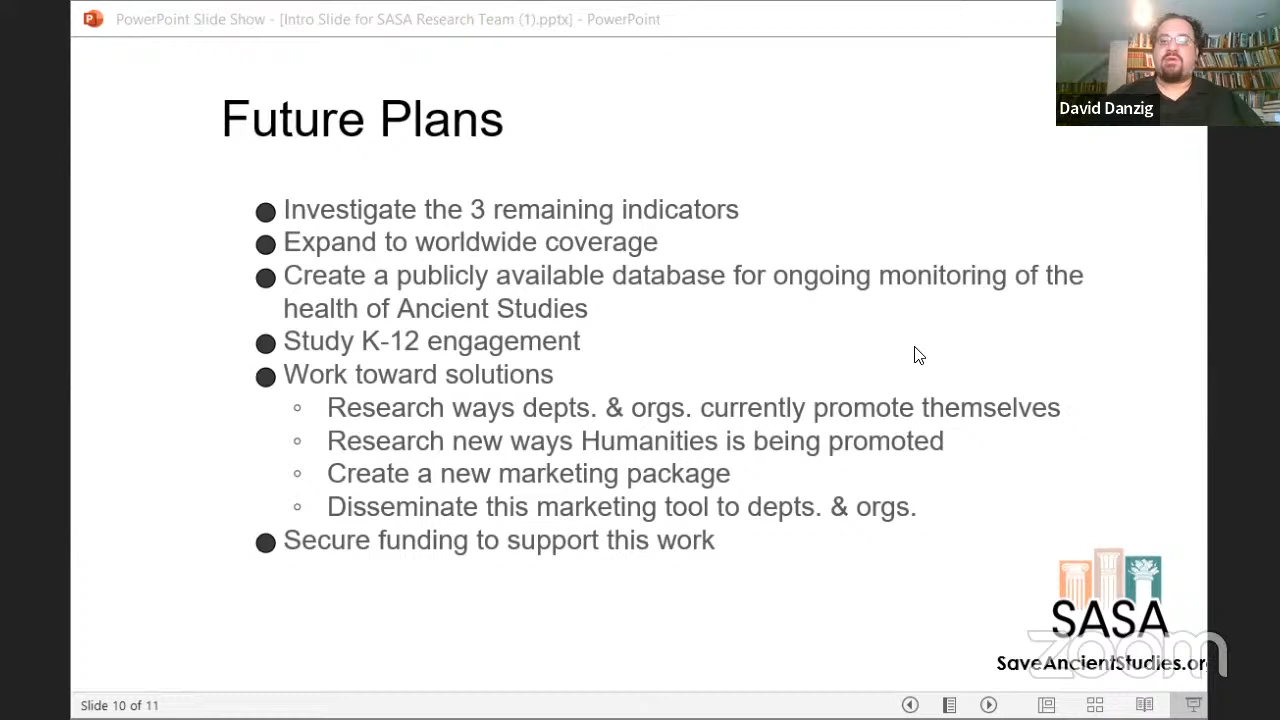 PowerPoint Slide Show - [Intro Slide for SASA Research Team (1).pptx] - PowerPoint
David Danzig
Future Plans
Investigate the 3 remaining indicators
Expand to worldwide coverage
Create a publicly available database for ongoing monitoring of the
health of Ancient Studies
Study K-12 engagement
Work toward solutions
Research ways depts. & orgs. currently promote themselves
Research new ways Humanities is being promoted
Create a new marketing package
Disseminate this marketing tool to depts. & orgs.
Secure funding to support this work
SASA
zoom
SaveAncientStudies.org
Slide 10 of 11